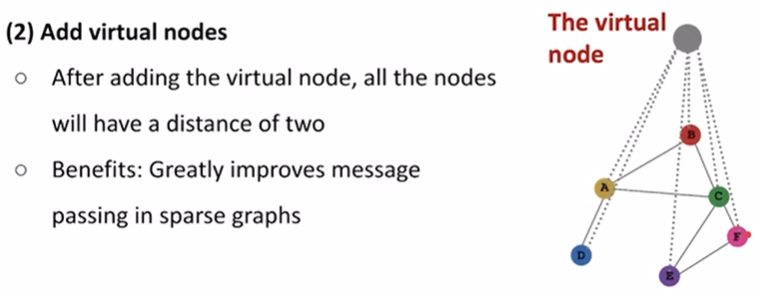 (2) Add virtual nodes
○ After adding the virtual node, all the nodes
will have a distance of two
○ Benefits: Greatly improves message
passing in sparse graphs
The virtual
node
B
A
C
F
D
E